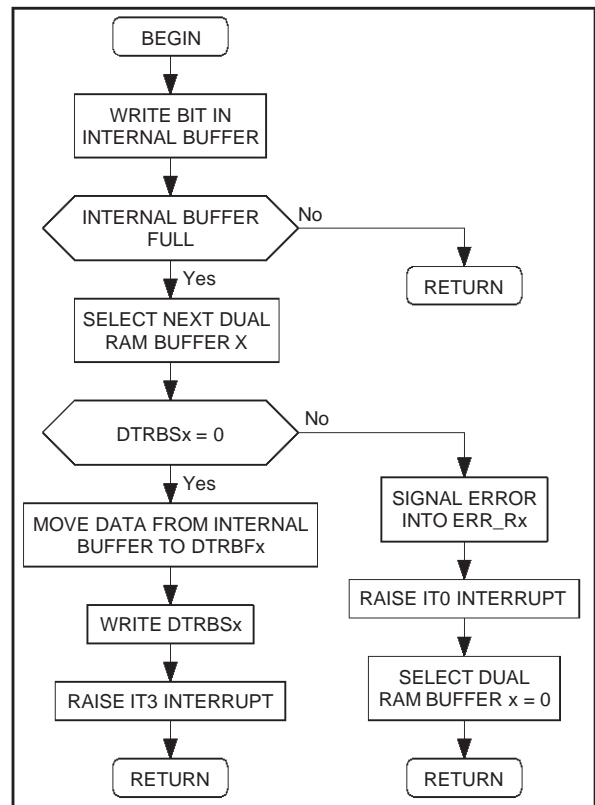 BEGIN
WRITE BIT IN
INTERNAL BUFFER
INTERNAL BUFFER
FULL
No
RETURN
Yes
SELECT NEXT DUAL
RAM BUFFER X
DTRBSx = 0
No
Yes
MOVE DATA FROM INTERNAL
BUFFER TO DTRBFx
WRITE DTRBSx
RAISE IT3 INTERRUPT
RETURN
SIGNAL ERROR
INTO ERR_Rx
RAISE IT0 INTERRUPT
SELECT DUAL
RAM BUFFER x = 0
RETURN